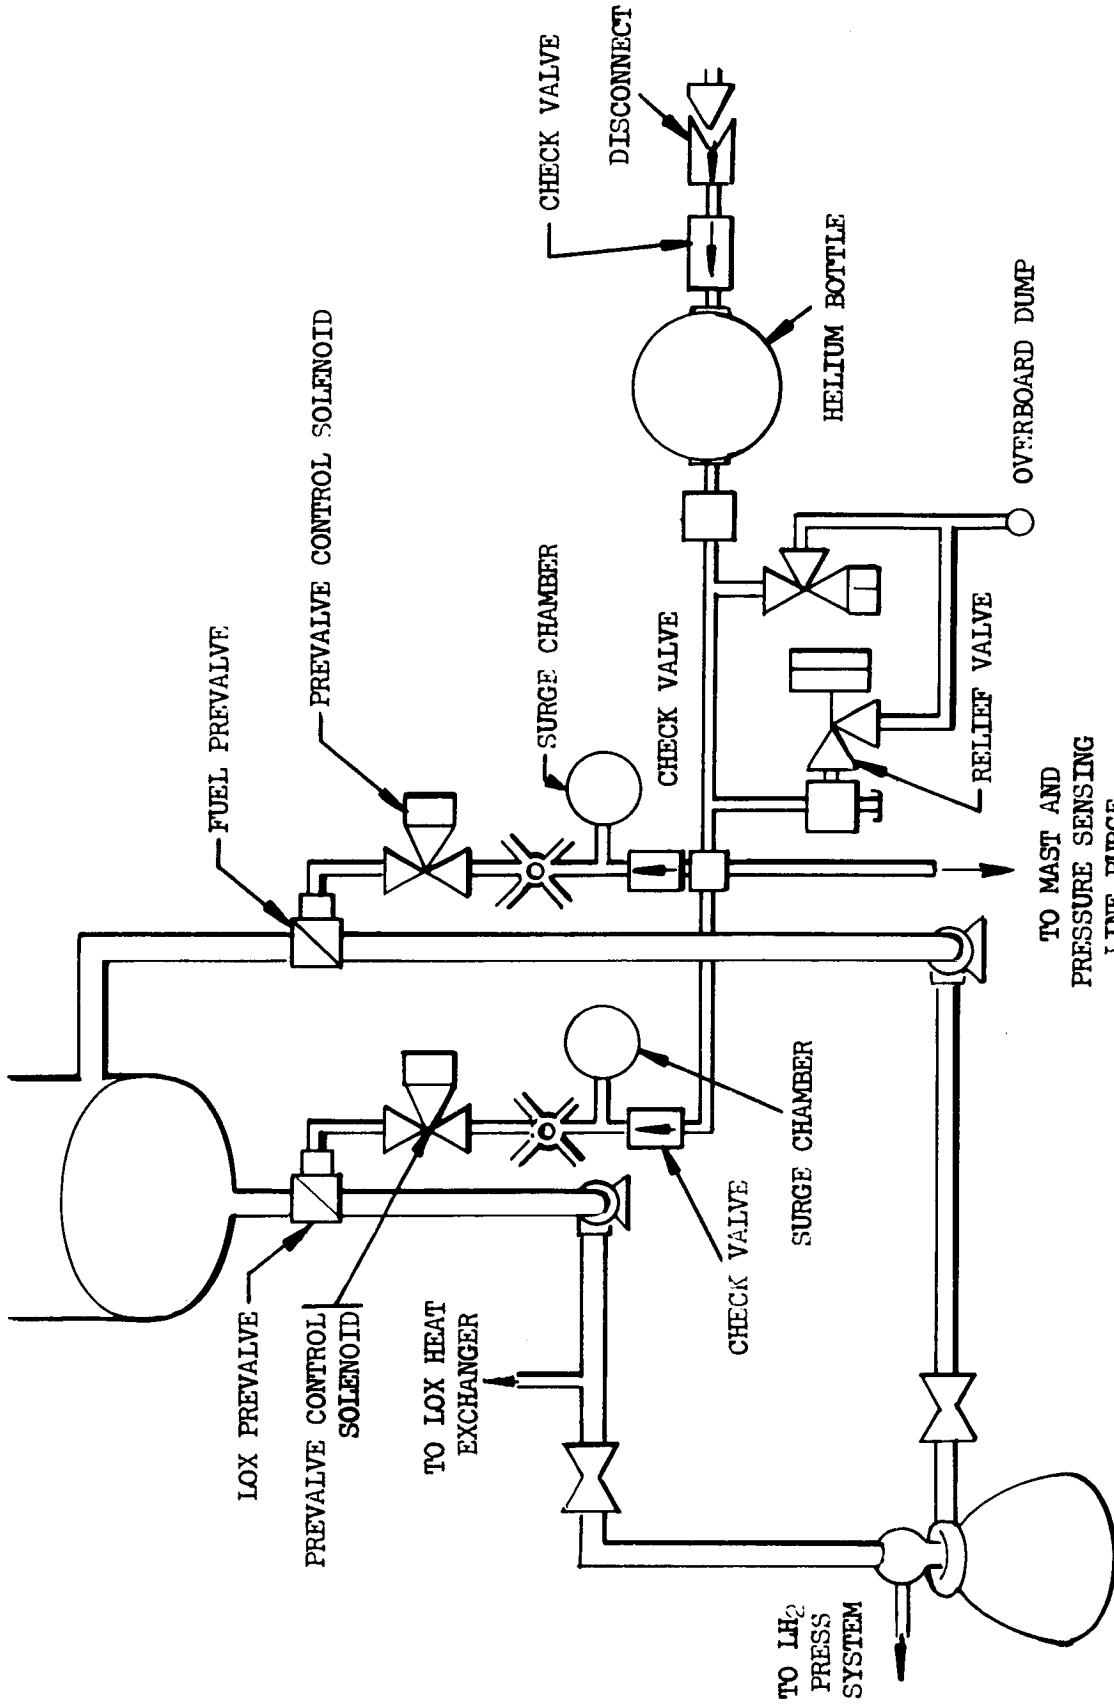 CHECK VALVE
DISCONNECT
PREVALVE CONTROL SOLENOID
FUEL PREVALVE
SURGE CHAMBER
CHECK VALVE
HELIUM BOTTLE
OVERBOARD DUMP
RELIEF VALVE
TO MAST AND
PRESSURE SENSING
LINE PURGE
LOX PREVALVE
PREVALVE CONTROL
SOLENOID
TO LOX HEAT
EXCHANGER
CHECK VALVE
SURGE CHAMBER
TO LH2
PRESS
SYSTEM